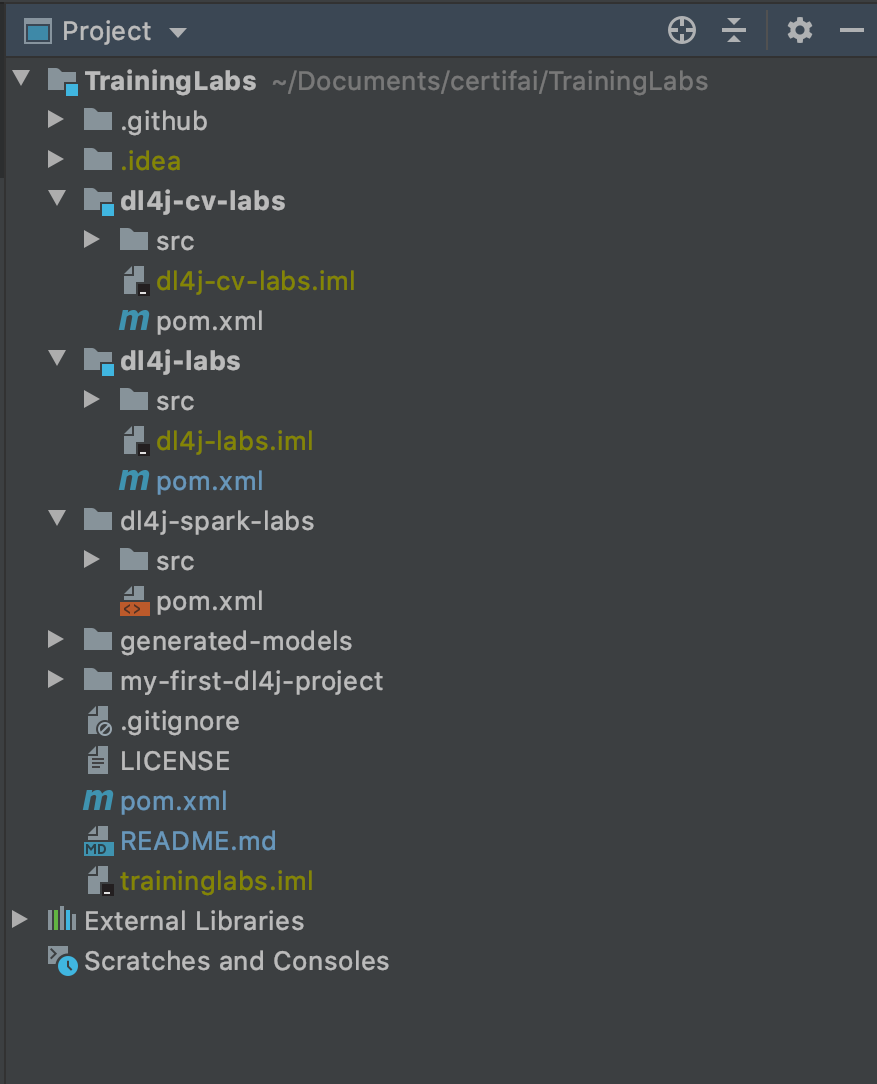 Project
TrainingLabs ~/Documents/certifai/TrainingLabs
.github
.idea
dl4j-cv-labs
src
dl4j-cv-labs.iml
m pom.xml
dl4j-labs
src
dl4j-labs.iml
m pom.xml
dl4j-spark-labs
src
<> pom.xml
generated-models
my-first-dl4j-project
.gitignore
LICENSE
m pom.xml
MD README.md
traininglabs.iml
External Libraries
Scratches and Consoles